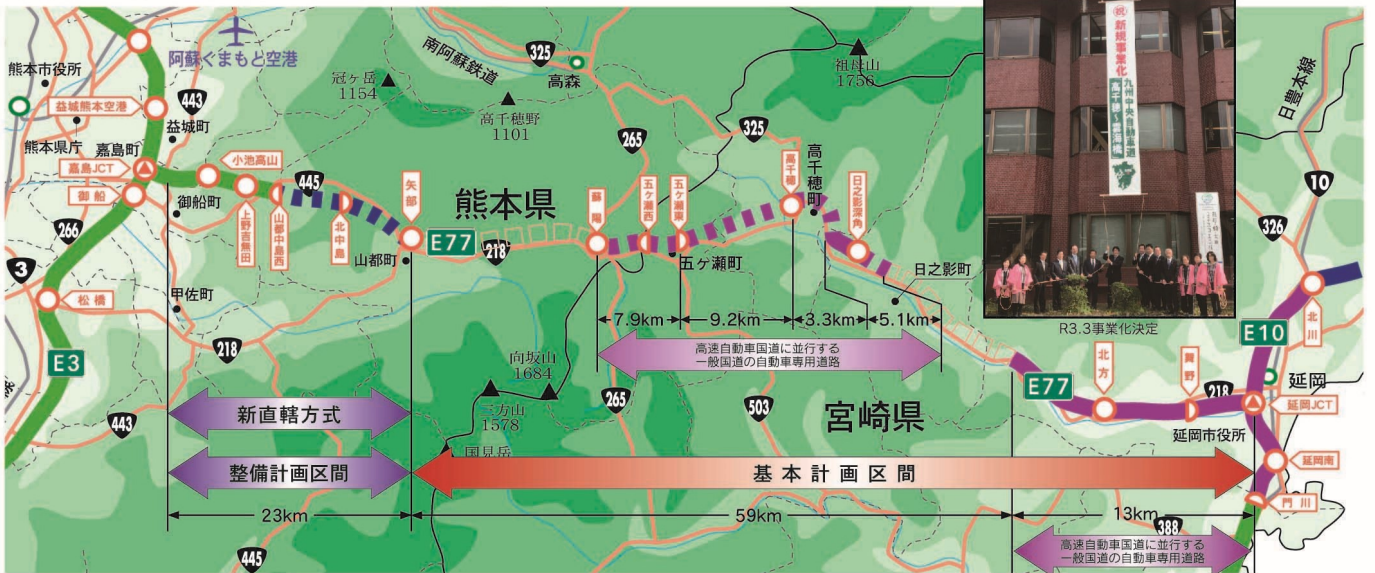 阿蘇くまもと空港
熊本市役所
益城熊本空港
443
益城町
熊本県庁
嘉島町
嘉島JCT
小池高山
御船
御船町
上野吉無田
山都中島西
445
北中島
矢部
266
3
松橋
甲佐町
E3
218
443
冠ヶ岳
1154
南阿蘇鉄道
325
高森
高千穂野
1101
265
祖母山
1756
325
熊本県
E77
218
山都町
蘇陽
五ヶ瀬西
五ヶ瀬東
五ヶ瀬町
高千穂
高千穂町
日之影深角
日之影町
7.9km
9.2km
3.3km
5.1km
高速自動車国道に並行する
一般国道の自動車専用道路
向坂山
1684
三方山
1578
国見岳
265
503
宮崎県
祝
新規事業化
九州中央自動車道
高千穂～雲海橋
R3.3事業化決定
日豊本線
10
326
北川
E10
E77
北方
舞野
218
延岡
延岡JCT
延岡市役所
延岡南
門川
新直轄方式
整備計画区間
基本計画区間
23km
59km
13km
388
445
高速自動車国道に並行する
一般国道の自動車専用道路